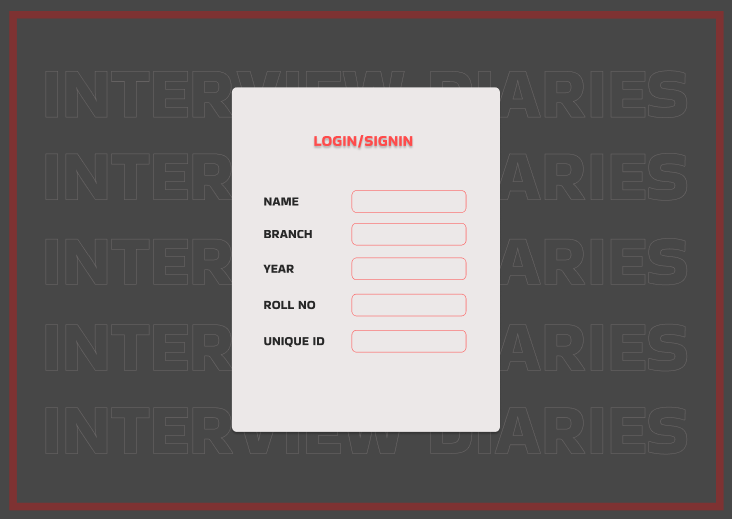 INTERVIEW DIARIES
LOGIN/SIGNIN
INTERVIEW DIARIES
NAME
BRANCH
INTERVIEW DIARIES
YEAR
ROLL NO
UNIQUE ID
INTERVIEW DIARIES
INTERVIEW DIARIES